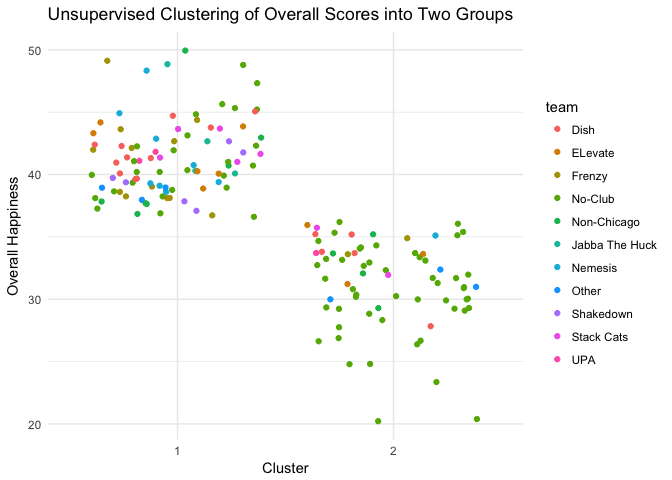 Unsupervised Clustering of Overall Scores into Two Groups
50
40
30
20
Overall Happiness
1
2
Cluster
team
Dish
ELevate
Frenzy
No-Club
Non-Chicago
Jabba The Huck
Nemesis
Other
Shakedown
Stack Cats
UPA